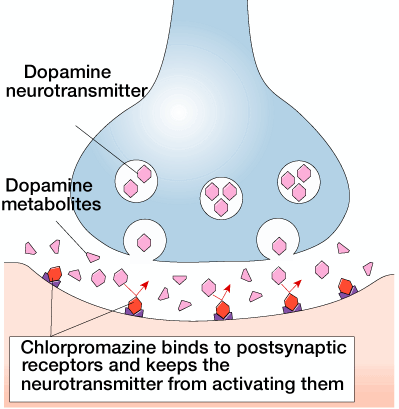 Dopamine
neurotransmitter
Dopamine
metabolites
Chlorpromazine binds to postsynaptic
receptors and keeps the
neurotransmitter from activating them